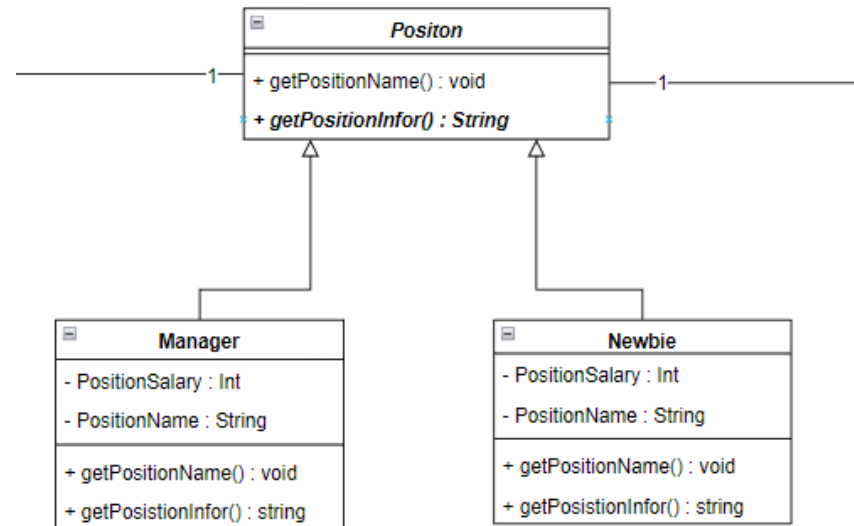 Positon
1
+ getPositionName() : void
1
+ getPositionInfor() : String
Manager
- PositionSalary : Int
- PositionName : String
+ getPositionName() : void
+ getPosistionInfor() : string
Newbie
- PositionSalary : Int
- PositionName : String
+ getPositionName() : void
+ getPosistionInfor() : string